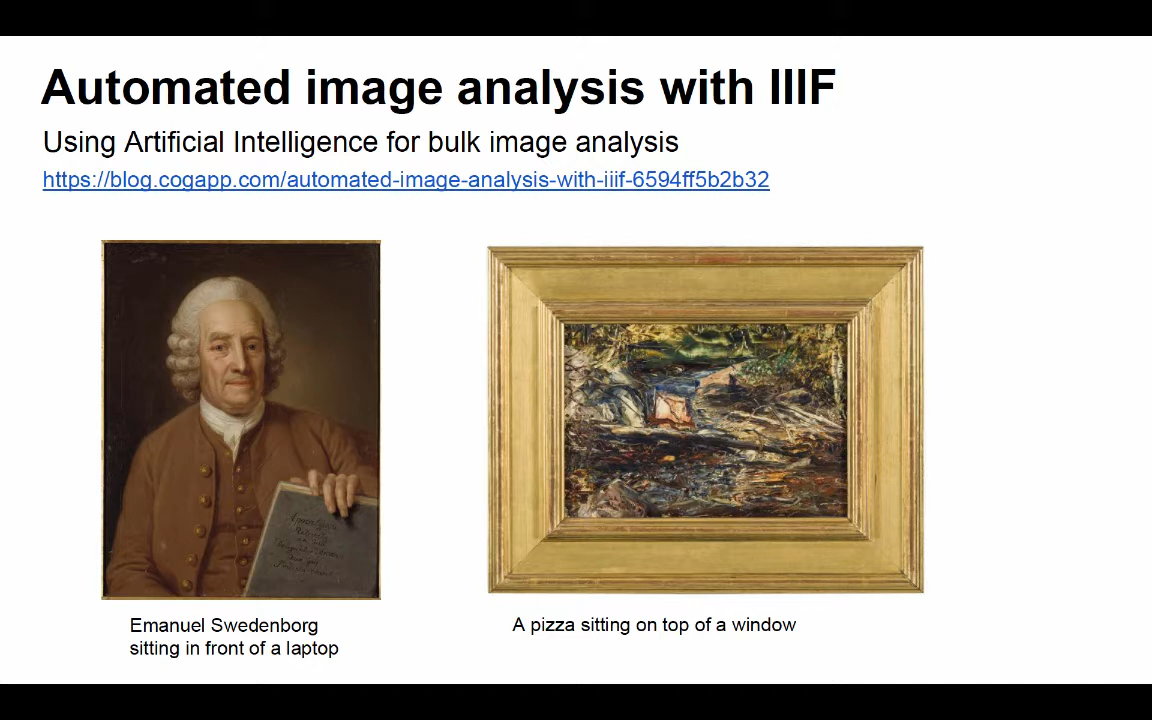 Automated image analysis with IIIF
Using Artificial Intelligence for bulk image analysis
https://blog.cogapp.com/automated-image-analysis-with-iiif-6594ff5b2b32
Emanuel Swedenborg
sitting in front of a laptop
A pizza sitting on top of a window